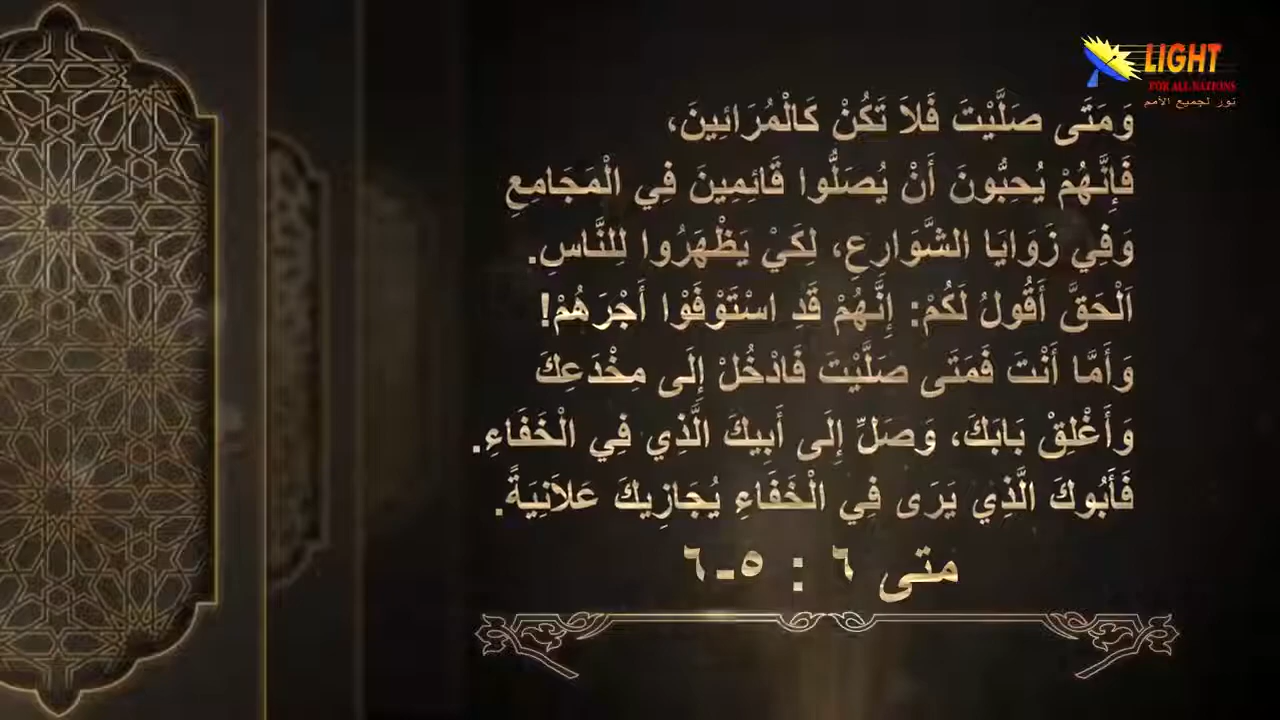 LIGHT
FOR ALL NATIONS
نور لجميع الأمم
وَمَتَى صَلَّيْتَ فَلاَ تَكُنْ كَالْمُرَائِينَ،
فَإِنَّهُمْ يُحِبُّونَ أَنْ يُصَلُّوا قَائِمِينَ فِي الْمَجَامِعِ
وَفِي زَوَايَا الشَّوَارِعِ، لِكَيْ يَظْهَرُوا لِلنَّاسِ.
اَلْحَقَّ أَقُولُ لَكُمْ: إِنَّهُمْ قَدِ اسْتَوْفَوْا أَجْرَهُمْ!
وَأَمَّا أَنْتَ فَمَتَى صَلَّيْتَ فَادْخُلْ إِلَى مِخْدَعِكَ
وَأَغْلِقْ بَابَكَ، وَصَلِّ إِلَى أَبِيكَ الَّذِي فِي الْخَفَاءِ.
فَأَبُوكَ الَّذِي يَرَى فِي الْخَفَاءِ يُجَازِيكَ عَلاَنِيَةً.
متى ٦ : ٥-٦